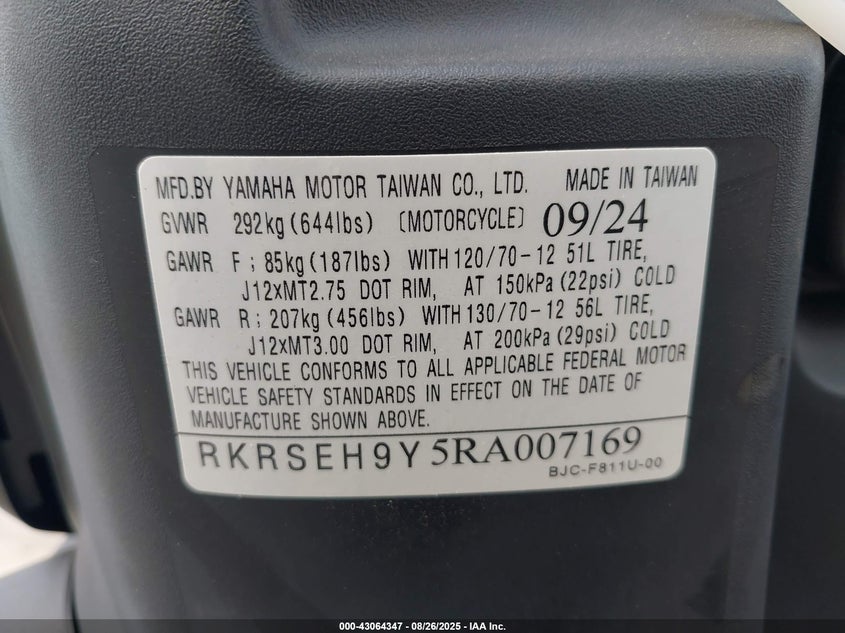 MFD.BY YAMAHA MOTOR TAIWAN CO., LTD. MADE IN TAIWAN
GVWR 292kg(644lbs) (MOTORCYCLE) 09/24
GAWR F ; 85kg(187lbs) WITH 120/70-12 51L TIRE,
J12xMT2.75 DOT RIM, AT 150kPa(22psi) COLD
GAWR R ; 207kg(456lbs) WITH 130/70-12 56L TIRE,
J12xMT3.00 DOT RIM, AT 200kPa(29psi) COLD
THIS VEHICLE CONFORMS TO ALL APPLICABLE FEDERAL MOTOR
VEHICLE SAFETY STANDARDS IN EFFECT ON THE DATE OF
MANUFACTURE SHOWN ABOVE.
RKRSEH9Y5RA007169
BJC-F811U-00
000-43064347 - 08/26/2025 - IAA Inc.